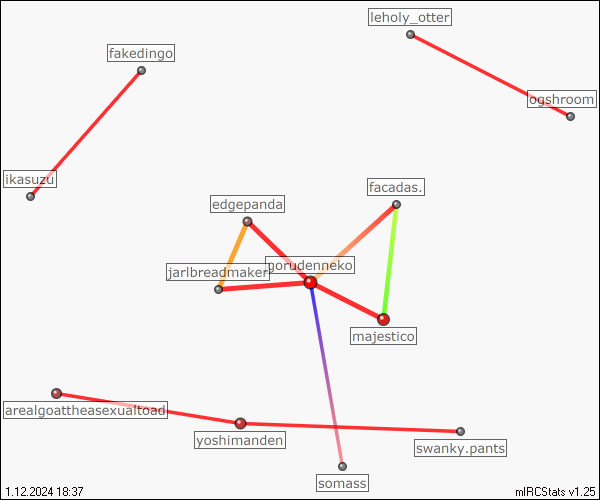 leholy_otter
fakedingo
ogshroom
ikasuzu
facadas.
edgepanda
norudenneko
jarlbreadmaker
majestico
arealgoattheasexualtoad
yoshimanden
swanky.pants
somass
1.12.2024 18:37
mIRCStats v1.25